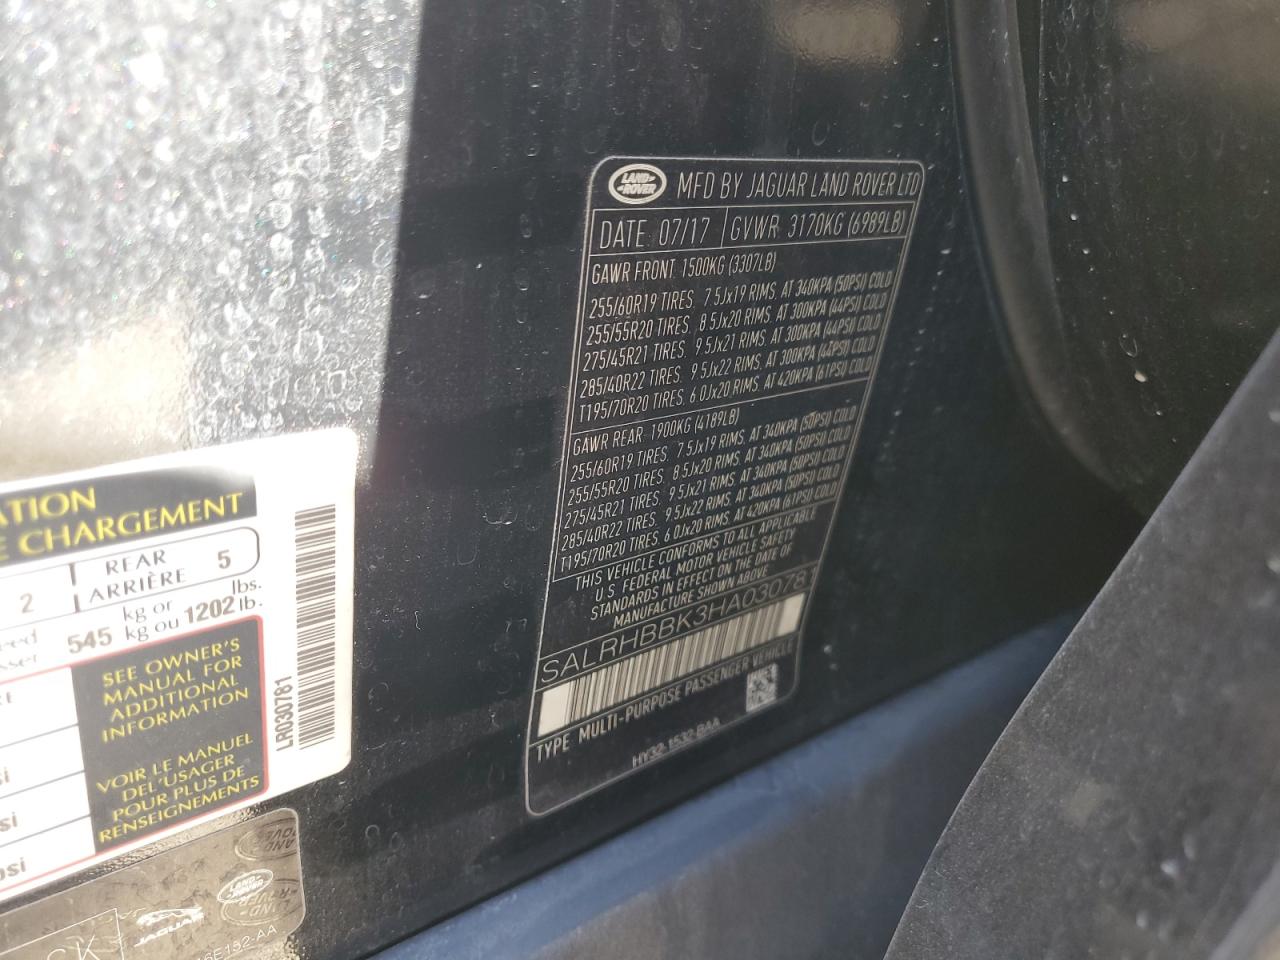 LAND ROVER
MFD BY JAGUAR LAND ROVER LTD
DATE: 07/17 GVWR 3170KG (6989LB)
GAWR FRONT 1500KG (3307LB)
255/60R19 TIRES, 7.5Jx19 RIMS, AT 340KPA (50PSI) COLD
255/55R20 TIRES, 8.5Jx20 RIMS, AT 300KPA (44PSI) COLD
275/45R21 TIRES, 9.5Jx21 RIMS, AT 300KPA (44PSI) COLD
285/40R22 TIRES, 9.5Jx22 RIMS, AT 300KPA (44PSI) COLD
T195/70R20 TIRES, 6.0Jx20 RIMS, AT 420KPA (61PSI) COLD
GAWR REAR 1900KG (4189LB)
255/60R19 TIRES, 7.5Jx19 RIMS, AT 340KPA (50PSI) COLD
255/55R20 TIRES, 8.5Jx20 RIMS, AT 340KPA (50PSI) COLD
275/45R21 TIRES, 9.5Jx21 RIMS, AT 340KPA (50PSI) COLD
285/40R22 TIRES, 9.5Jx22 RIMS, AT 340KPA (50PSI) COLD
T195/70R20 TIRES, 6.0Jx20 RIMS, AT 420KPA (61PSI) COLD
THIS VEHICLE CONFORMS TO ALL APPLICABLE
U.S. FEDERAL MOTOR VEHICLE SAFETY
STANDARDS IN EFFECT ON THE DATE OF
MANUFACTURE SHOWN ABOVE
SALRHBBK3HA030781
TYPE MULTI-PURPOSE PASSENGER VEHICLE
HY32-1532-BAA
ATION
E CHARGEMENT
2 REAR 5
ARRIÈRE
545 kg or lbs.
kg ou 1202 lb.
SEE OWNER'S
MANUAL FOR
ADDITIONAL
INFORMATION
VOIR LE MANUEL
DEL'USAGER
POUR PLUS DE
RENSEIGNEMENTS
LR030781
psi
LAND ROVER
JAGUAR
6E152-AA